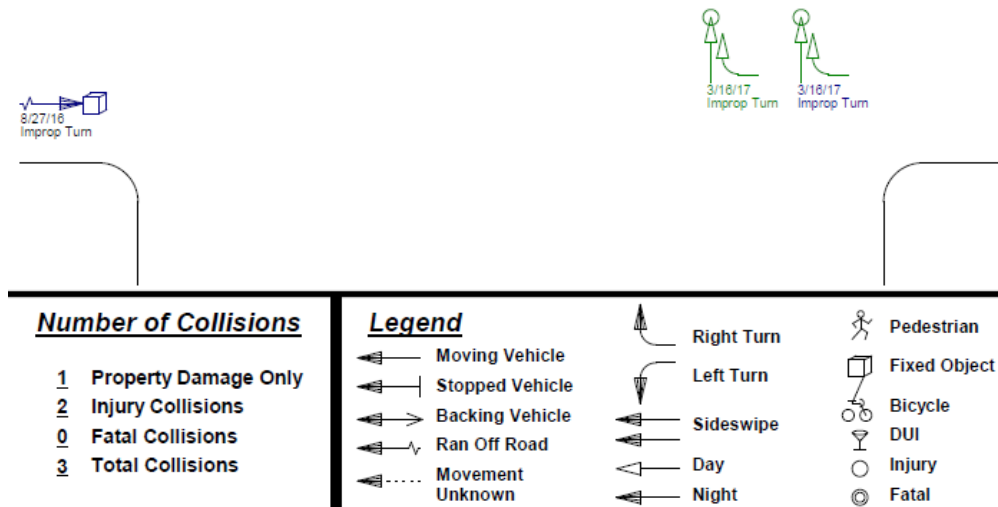 3/16/17
Improp Turn
3/16/17
Improp Turn
8/27/16
Improp Turn
Number of Collisions
1 Property Damage Only
2 Injury Collisions
0 Fatal Collisions
3 Total Collisions
Legend
Moving Vehicle
Stopped Vehicle
Backing Vehicle
Ran Off Road
Movement
Unknown
Right Turn
Left Turn
Sideswipe
Day
Night
Pedestrian
Fixed Object
Bicycle
DUI
Injury
Fatal